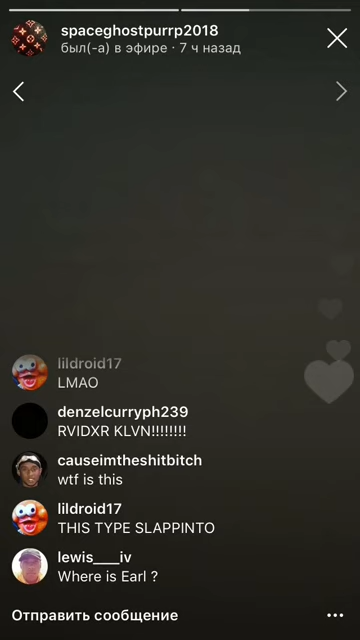 spaceghostpurrp2018
был(-а) в эфире · 7 ч назад
lildroid17
LMAO
denzelcurryph239
RVIDXR KLVN!!!!!!!!
causeimtheshitbitch
wtf is this
lildroid17
THIS TYPE SLAPPINTO
lewis____iv
Where is Earl ?
Отправить сообщение